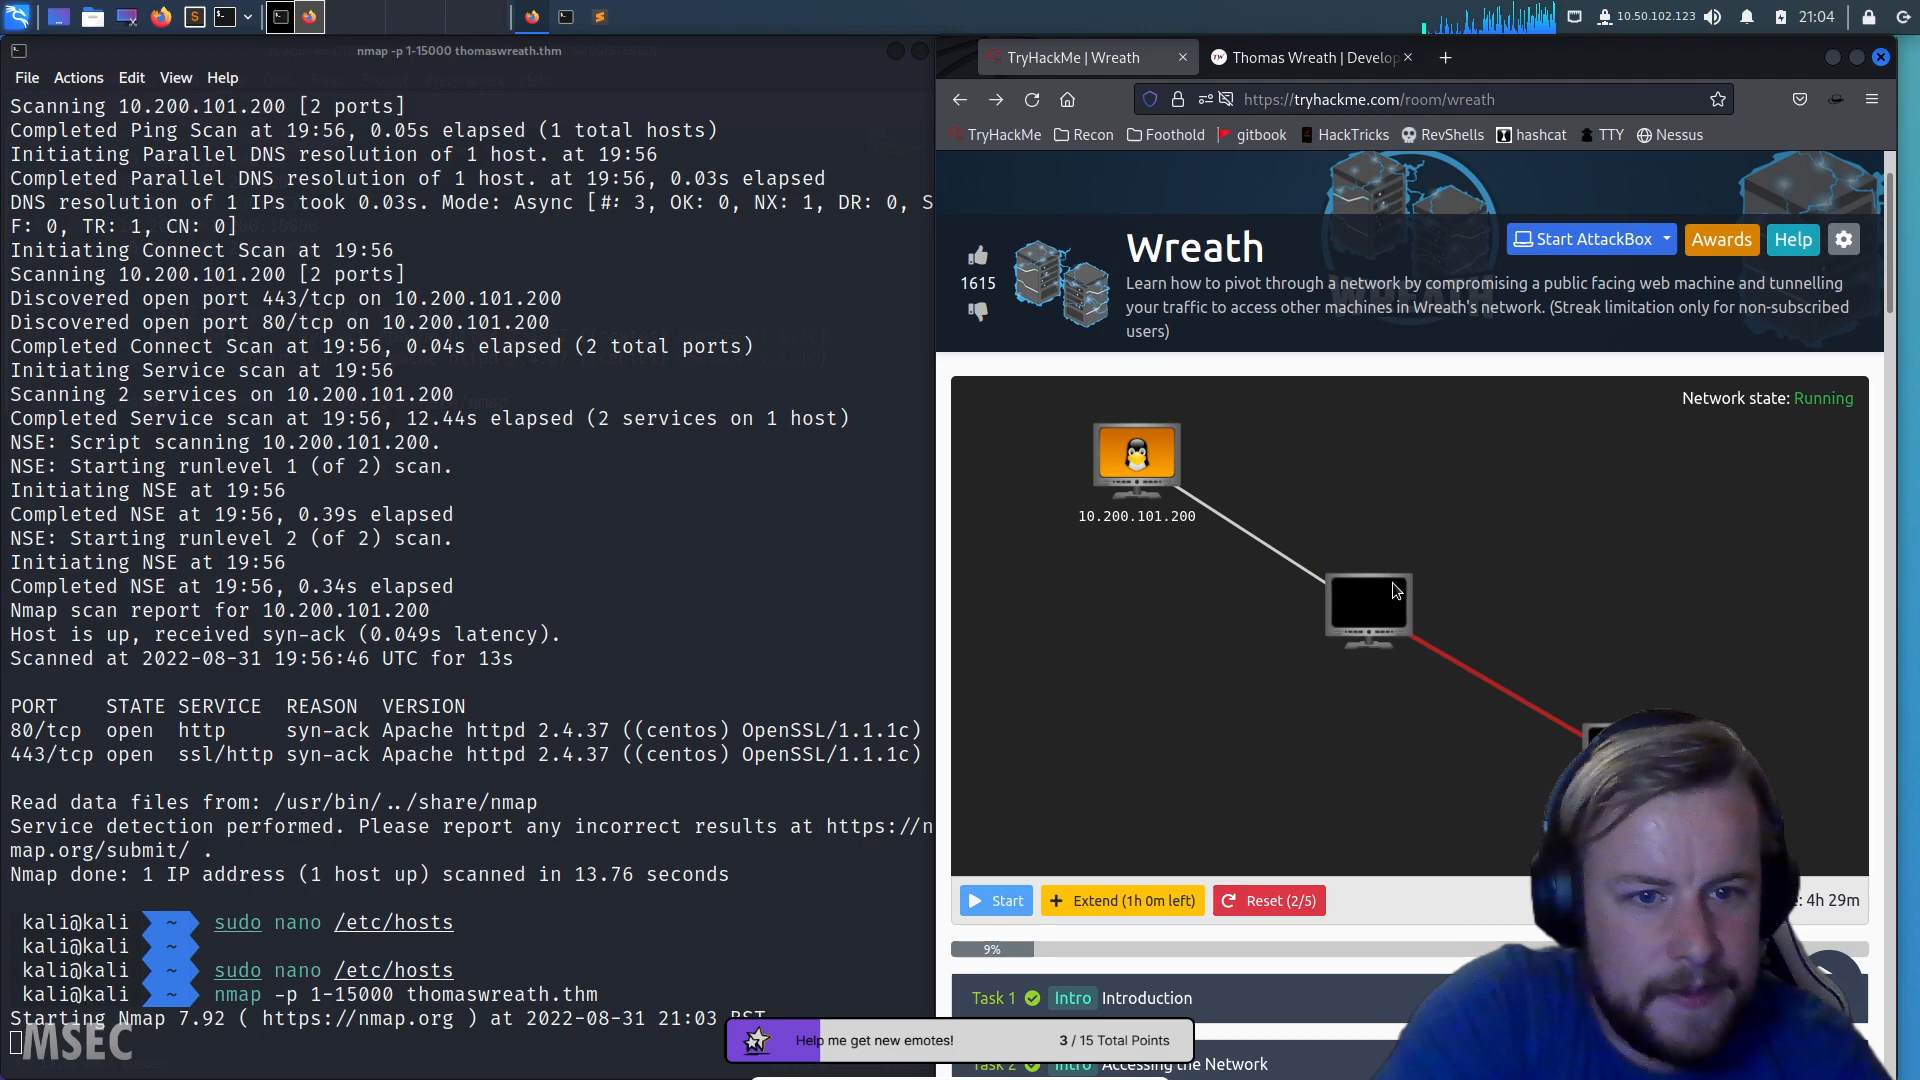 10.50.102.123
21:04
nmap -p 1-15000 thomaswreath.thm
File Actions Edit View Help
Scanning 10.200.101.200 [2 ports]
Completed Ping Scan at 19:56, 0.05s elapsed (1 total hosts)
Initiating Parallel DNS resolution of 1 host. at 19:56
Completed Parallel DNS resolution of 1 host. at 19:56, 0.03s elapsed
DNS resolution of 1 IPs took 0.03s. Mode: Async [#: 3, OK: 0, NX: 1, DR: 0, S
F: 0, TR: 1, CN: 0]
Initiating Connect Scan at 19:56
Scanning 10.200.101.200 [2 ports]
Discovered open port 443/tcp on 10.200.101.200
Discovered open port 80/tcp on 10.200.101.200
Completed Connect Scan at 19:56, 0.04s elapsed (2 total ports)
Initiating Service scan at 19:56
Scanning 2 services on 10.200.101.200
Completed Service scan at 19:56, 12.44s elapsed (2 services on 1 host)
NSE: Script scanning 10.200.101.200.
NSE: Starting runlevel 1 (of 2) scan.
Initiating NSE at 19:56
Completed NSE at 19:56, 0.39s elapsed
NSE: Starting runlevel 2 (of 2) scan.
Initiating NSE at 19:56
Completed NSE at 19:56, 0.34s elapsed
Nmap scan report for 10.200.101.200
Host is up, received syn-ack (0.049s latency).
Scanned at 2022-08-31 19:56:46 UTC for 13s
PORT STATE SERVICE REASON VERSION
80/tcp open http syn-ack Apache httpd 2.4.37 ((centos) OpenSSL/1.1.1c)
443/tcp open ssl/http syn-ack Apache httpd 2.4.37 ((centos) OpenSSL/1.1.1c)
Read data files from: /usr/bin/../share/nmap
Service detection performed. Please report any incorrect results at https://n
map.org/submit/ .
Nmap done: 1 IP address (1 host up) scanned in 13.76 seconds
kali@kali ~ sudo nano /etc/hosts
kali@kali ~
kali@kali ~ sudo nano /etc/hosts
kali@kali ~ nmap -p 1-15000 thomaswreath.thm
Starting Nmap 7.92 ( https://nmap.org ) at 2022-08-31 21:03 BST
MSEC
TryHackMe | Wreath
Thomas Wreath | Develop
https://tryhackme.com/room/wreath
TryHackMe Recon Foothold gitbook HackTricks RevShells hashcat TTY Nessus
1615
Wreath
Start AttackBox
Awards
Help
Learn how to pivot through a network by compromising a public facing web machine and tunnelling
your traffic to access other machines in Wreath's network. (Streak limitation only for non-subscribed
users)
Network state: Running
10.200.101.200
Start
Extend (1h 0m left)
Reset (2/5)
: 4h 29m
9%
Task 1 Intro Introduction
Help me get new emotes!
3 / 15 Total Points
Task 2 Intro Accessing the Network